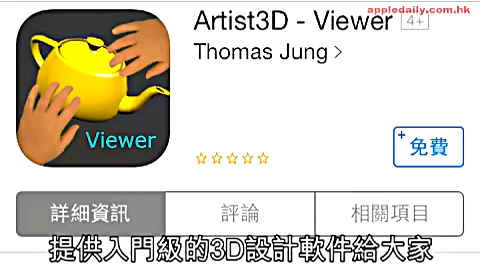 appledaily.com.hk
Artist3D - Viewer 4+
Thomas Jung >
Viewer
+免費
詳細資訊 評論 相關項目
提供入門級的3D設計軟件給大家